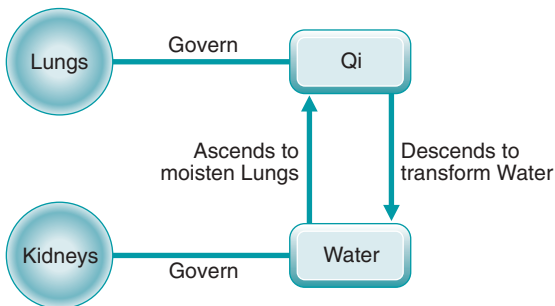 Govern
Lungs
Qi
Ascends to
moisten Lungs
Descends to
transform Water
Kidneys
Water
Govern